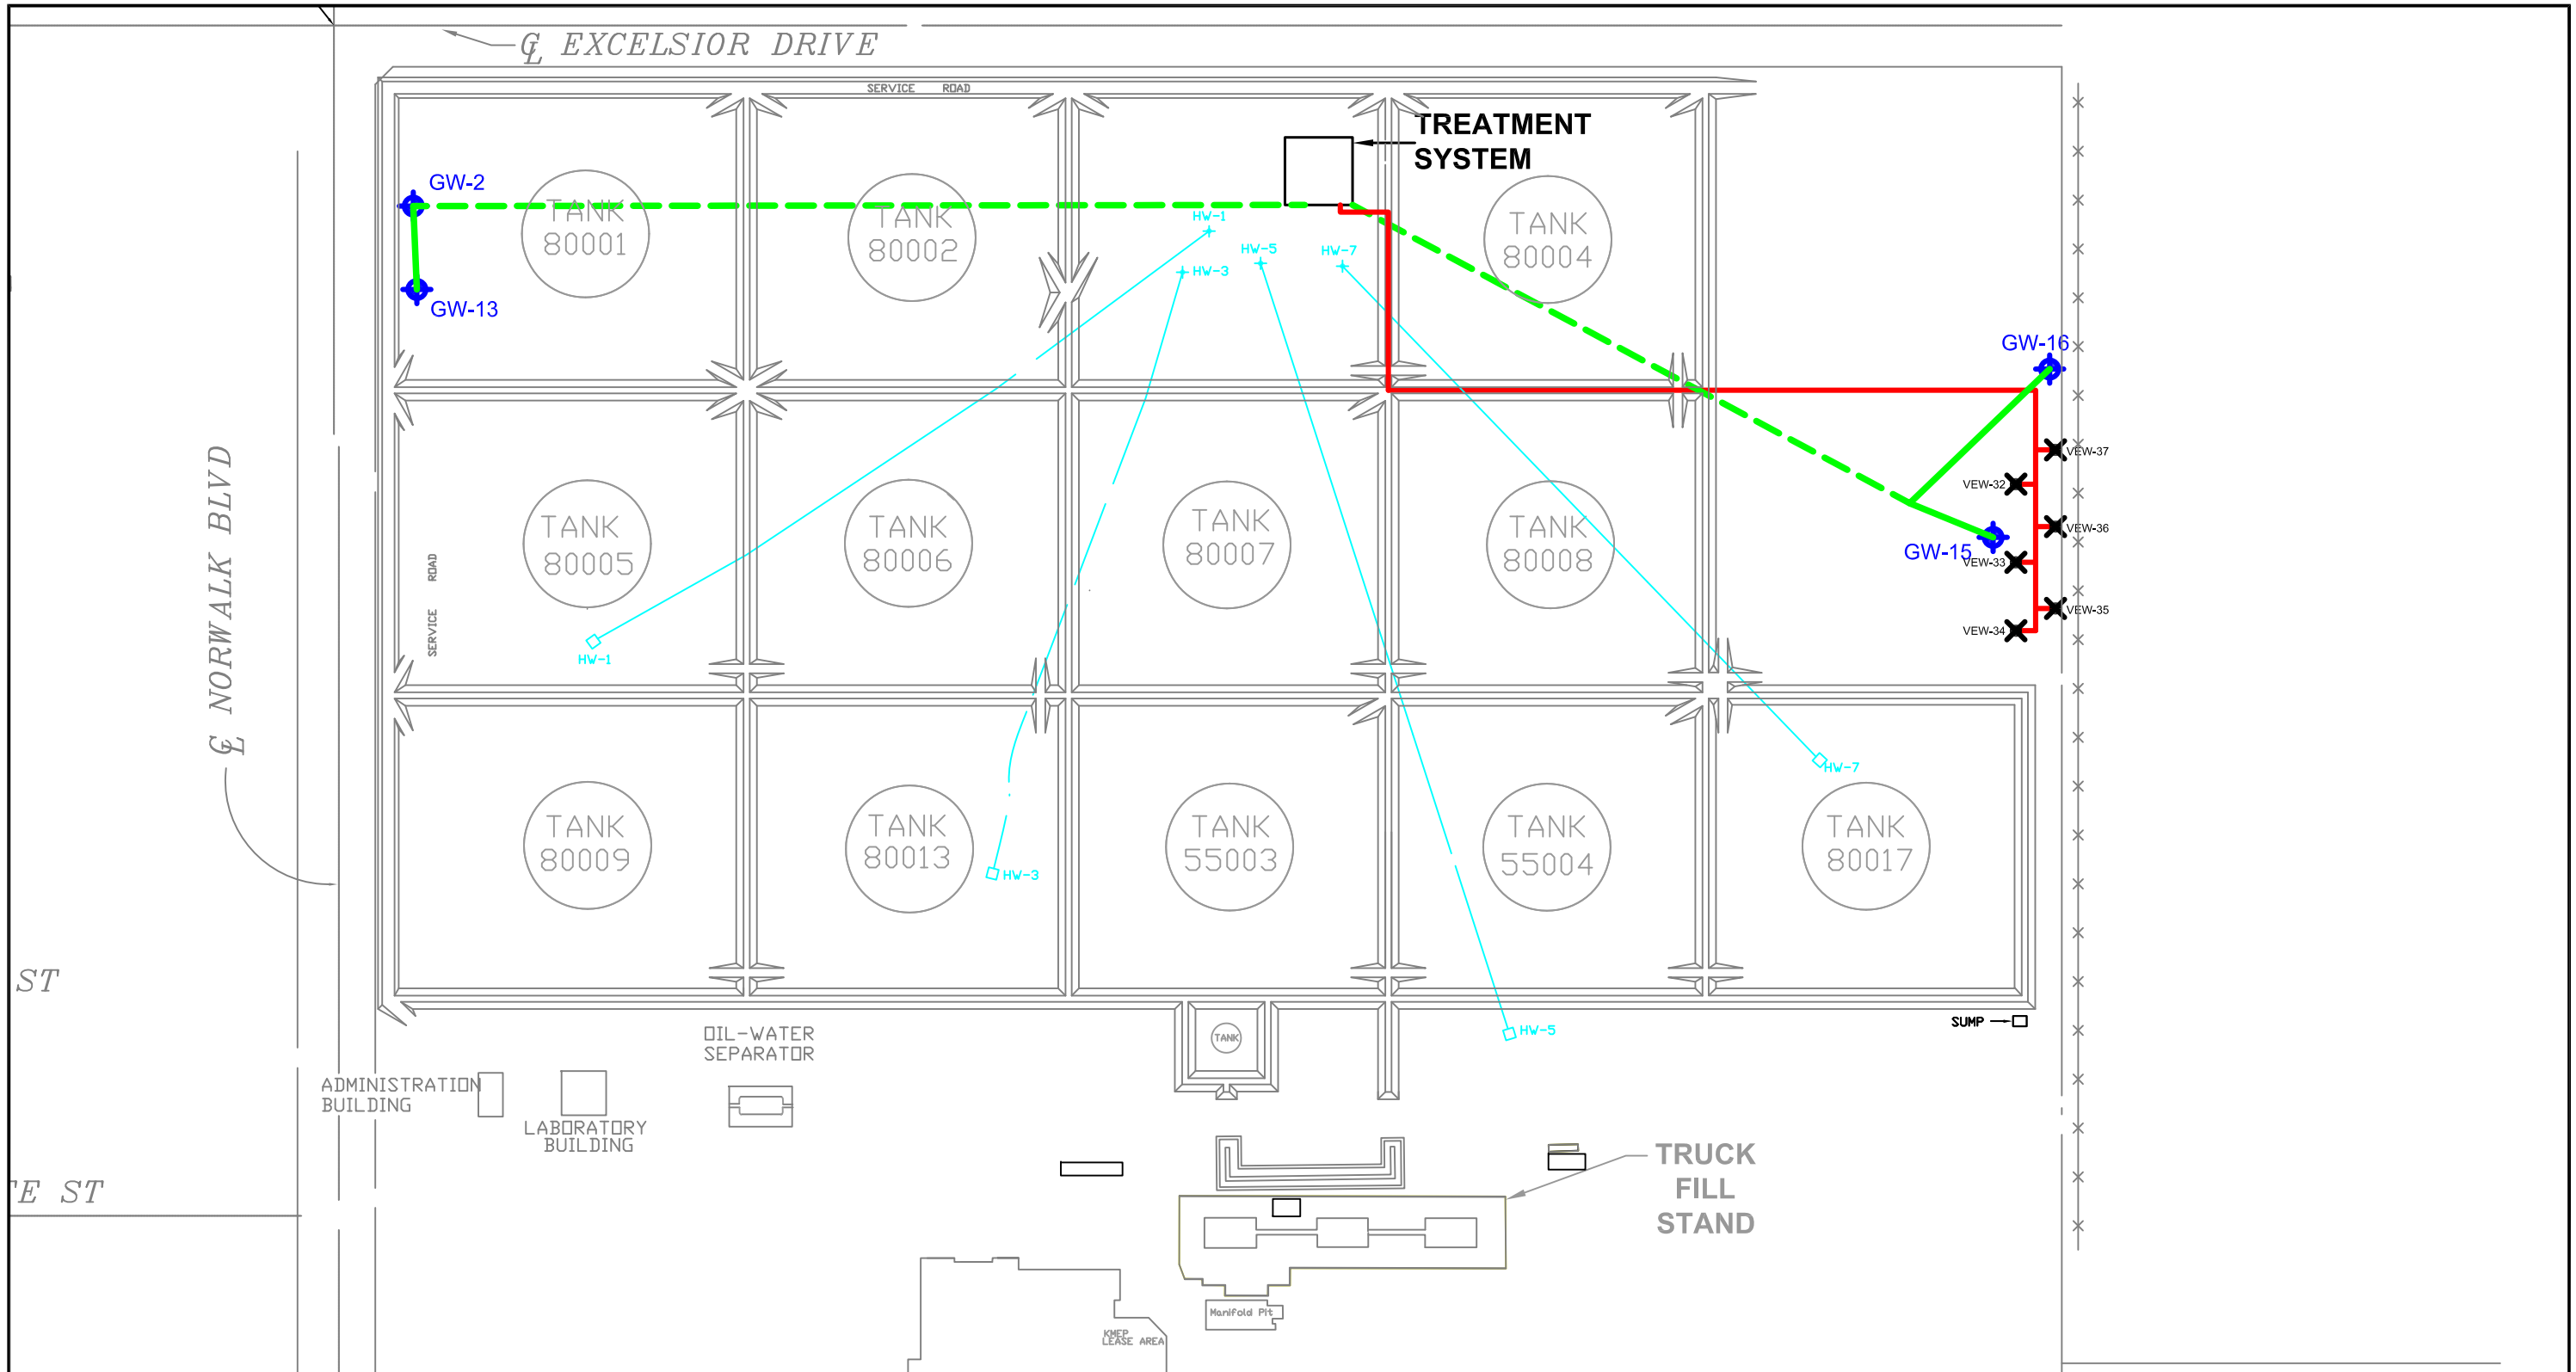 ℄ EXCELSIOR DRIVE
SERVICE ROAD
TREATMENT
SYSTEM
GW-2
TANK
80001
TANK
80002
TANK
80004
HW-1
HW-5
HW-7
HW-3
GW-13
GW-16
VEW-37
VEW-32
VEW-36
GW-15
VEW-33
VEW-35
VEW-34
℄ NORWALK BLVD
SERVICE ROAD
TANK
80005
TANK
80006
TANK
80007
TANK
80008
HW-1
HW-7
TANK
80009
TANK
80013
TANK
55003
TANK
55004
TANK
80017
HW-3
ST
SUMP
HW-5
TANK
OIL-WATER
SEPARATOR
ADMINISTRATION
BUILDING
LABORATORY
BUILDING
TE ST
TRUCK
FILL
STAND
Manifold Pit
KMEP
LEASE AREA